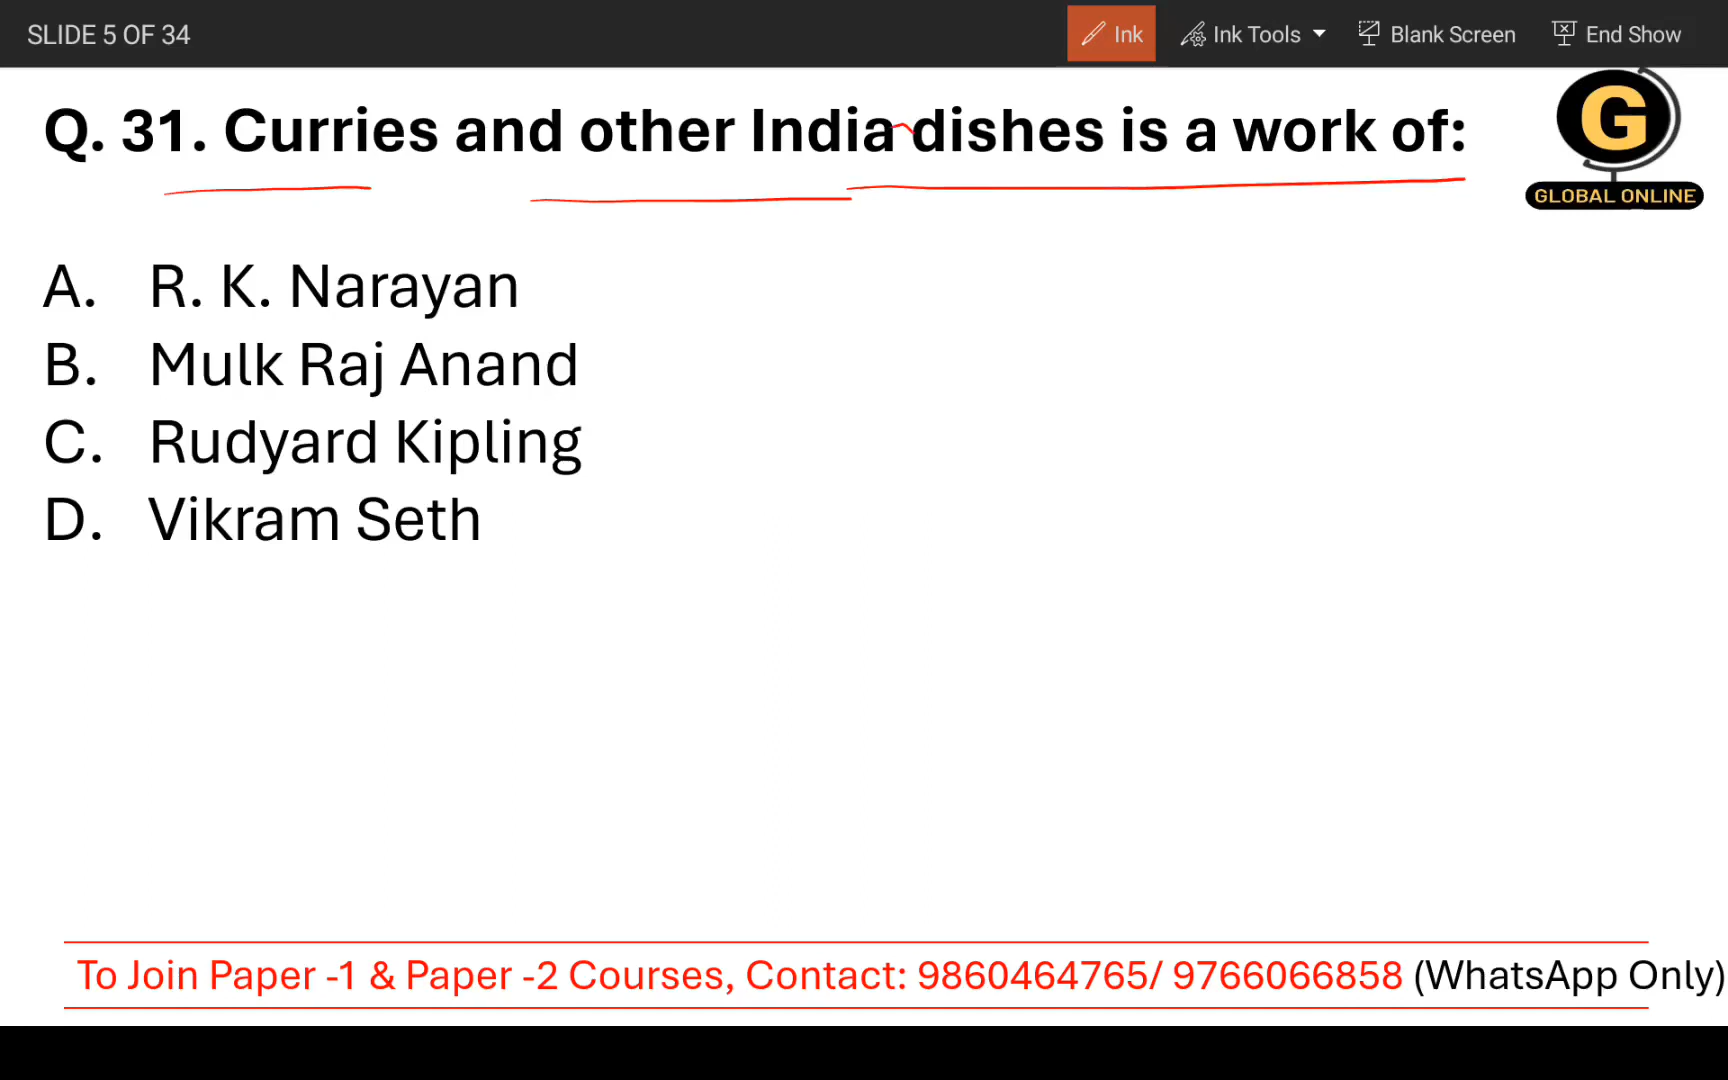 SLIDE 5 OF 34 Ink Ink Tools Blank Screen End Show
Q. 31. Curries and other India dishes is a work of:
G
GLOBAL ONLINE
A. R. K. Narayan
B. Mulk Raj Anand
C. Rudyard Kipling
D. Vikram Seth
To Join Paper -1 & Paper -2 Courses, Contact: 9860464765/ 9766066858 (WhatsApp Only)